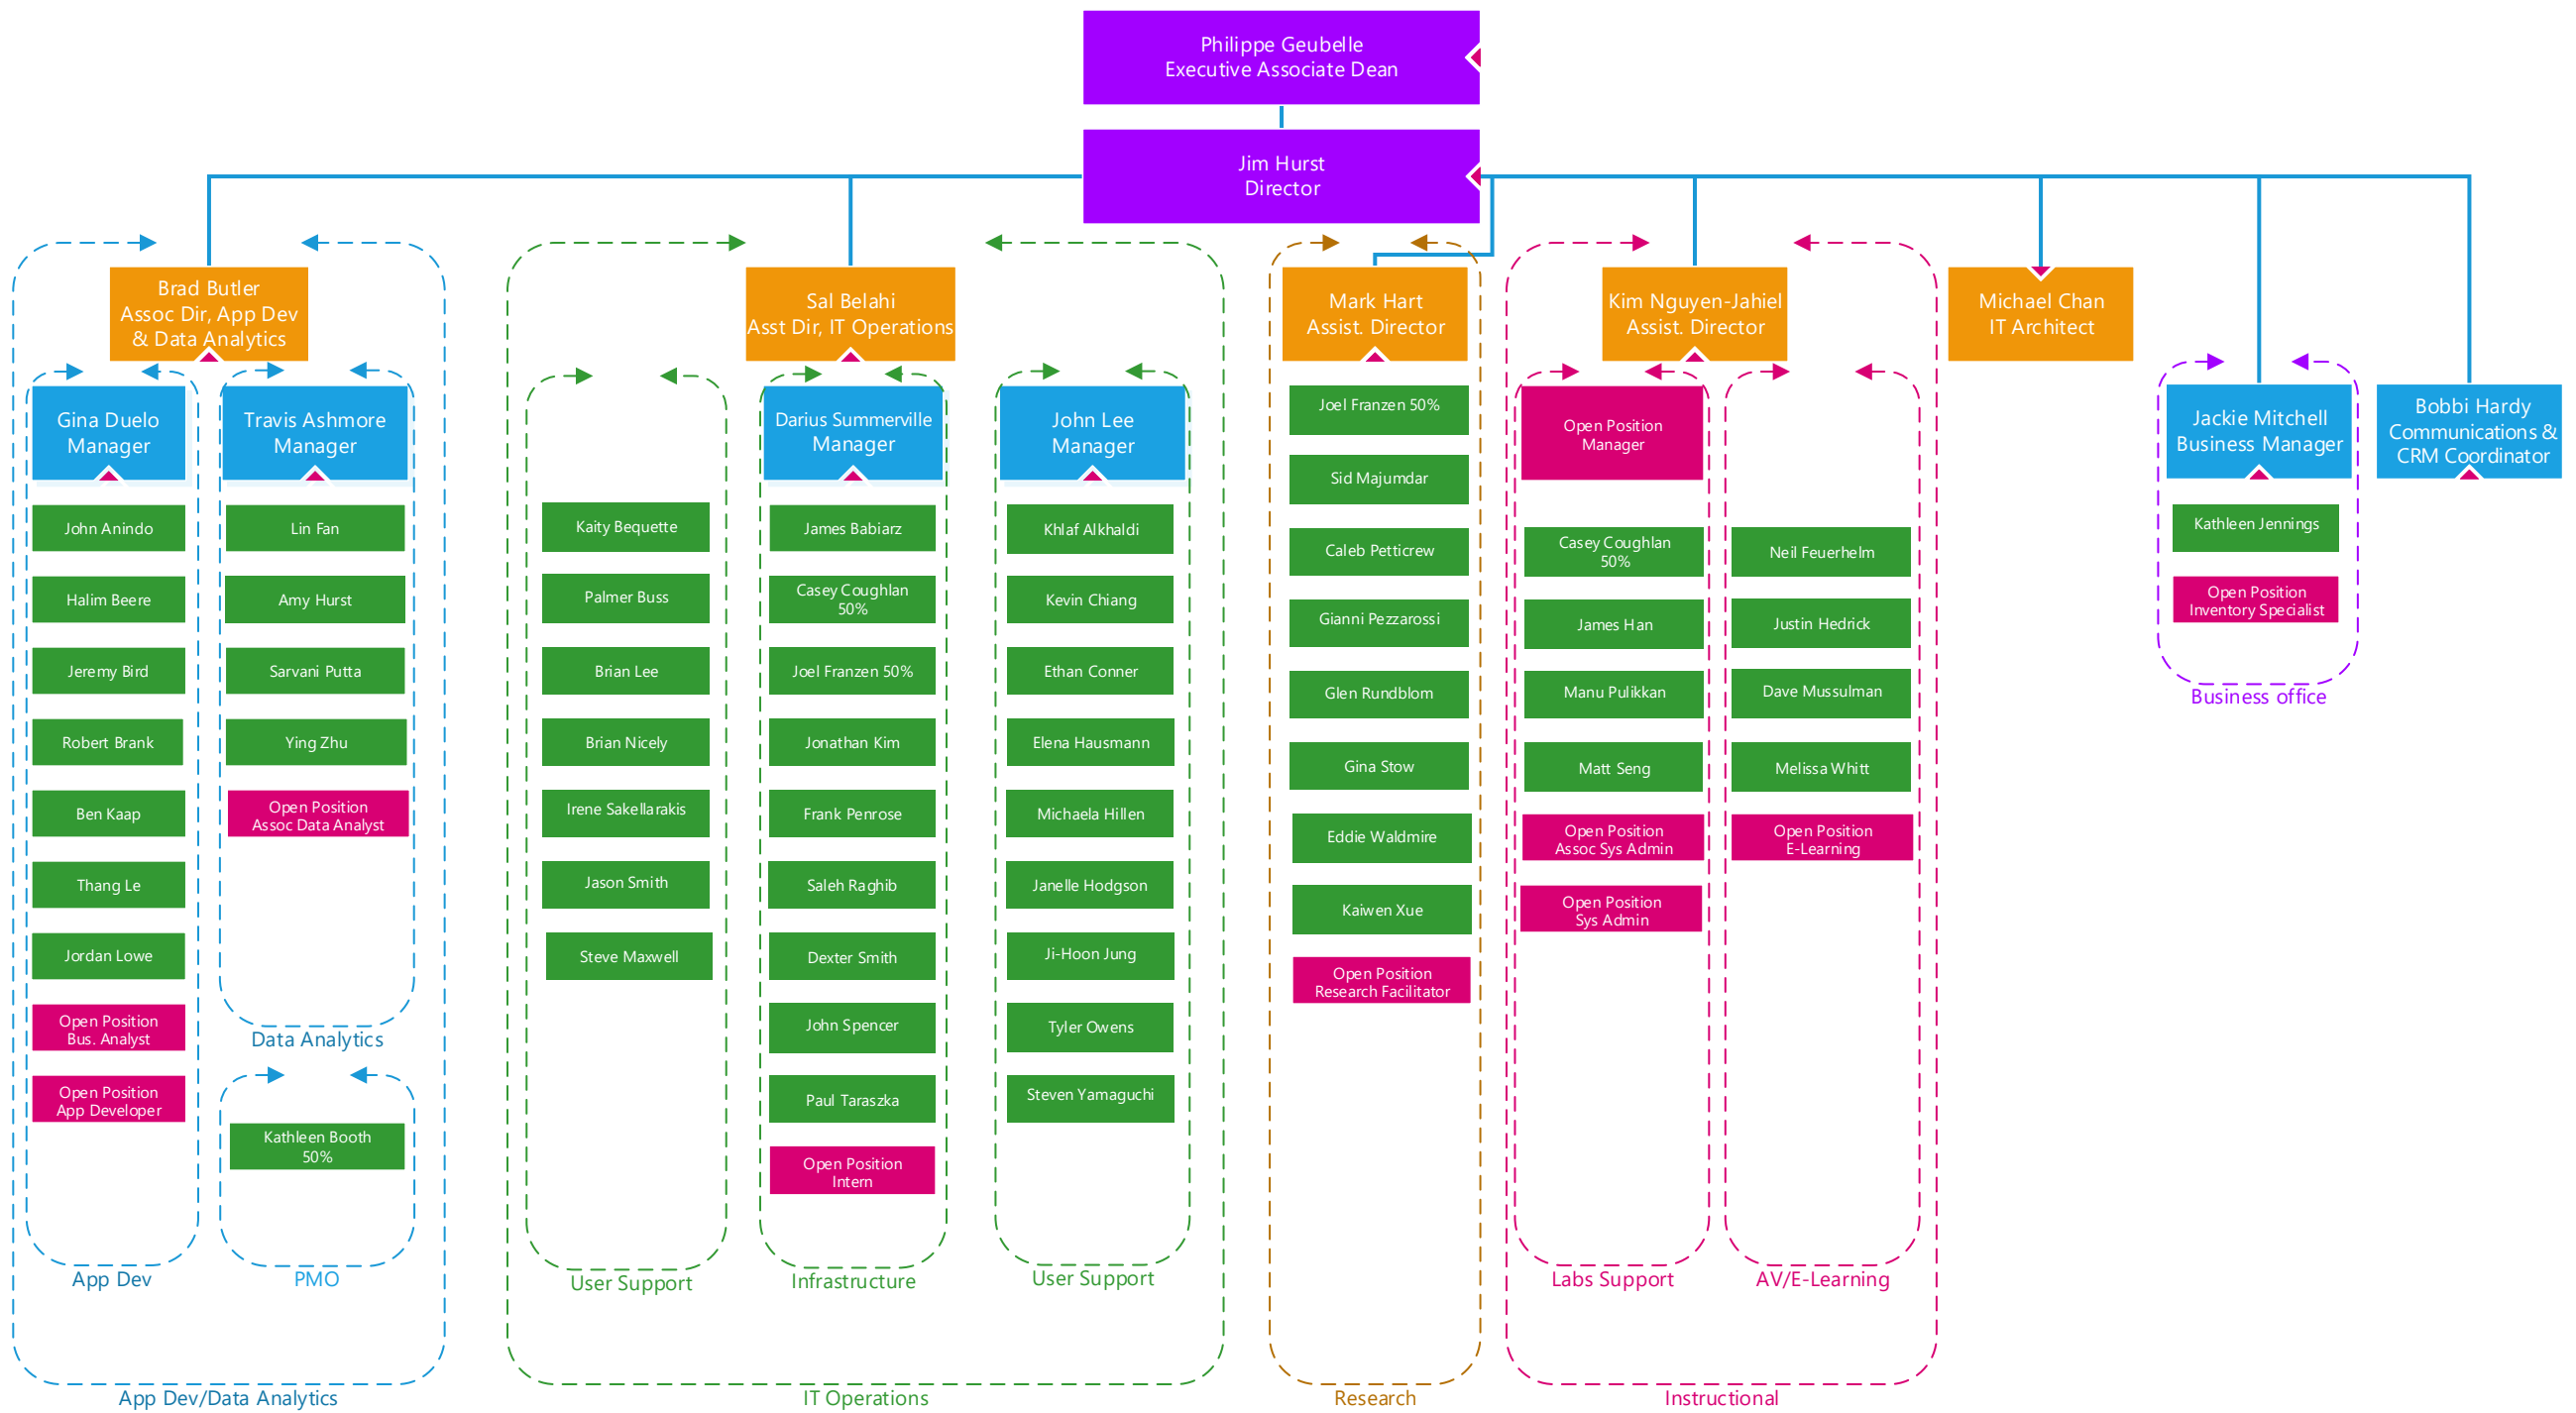 Philippe Geubelle
Executive Associate Dean
Jim Hurst
Director
Brad Butler
Assoc Dir, App Dev
& Data Analytics
Gina Duelo
Manager
John Anindo
Halim Beere
Jeremy Bird
Robert Brank
Ben Kaap
Thang Le
Jordan Lowe
Open Position
Bus. Analyst
Open Position
App Developer
App Dev
Travis Ashmore
Manager
Lin Fan
Amy Hurst
Sarvani Putta
Ying Zhu
Open Position
Assoc Data Analyst
Data Analytics
Kathleen Booth
50%
PMO
App Dev/Data Analytics
Sal Belahi
Asst Dir, IT Operations
Kaity Bequette
Palmer Buss
Brian Lee
Brian Nicely
Irene Sakellarakis
Jason Smith
Steve Maxwell
User Support
Darius Summerville
Manager
James Babiarz
Casey Coughlan
50%
Joel Franzen 50%
Jonathan Kim
Frank Penrose
Saleh Raghib
Dexter Smith
John Spencer
Paul Taraszka
Open Position
Intern
Infrastructure
John Lee
Manager
Khlaf Alkhaldi
Kevin Chiang
Ethan Conner
Elena Hausmann
Michaela Hillen
Janelle Hodgson
Ji-Hoon Jung
Tyler Owens
Steven Yamaguchi
User Support
IT Operations
Mark Hart
Assist. Director
Joel Franzen 50%
Sid Majumdar
Caleb Petticrew
Gianni Pezzarossi
Glen Rundblom
Gina Stow
Eddie Waldmire
Kaiwen Xue
Open Position
Research Facilitator
Research
Kim Nguyen-Jahiel
Assist. Director
Open Position
Manager
Casey Coughlan
50%
James Han
Manu Pulikkan
Matt Seng
Open Position
Assoc Sys Admin
Open Position
Sys Admin
Labs Support
Neil Feuerhelm
Justin Hedrick
Dave Mussulman
Melissa Whitt
Open Position
E-Learning
AV/E-Learning
Instructional
Michael Chan
IT Architect
Jackie Mitchell
Business Manager
Kathleen Jennings
Open Position
Inventory Specialist
Business office
Bobbi Hardy
Communications &
CRM Coordinator